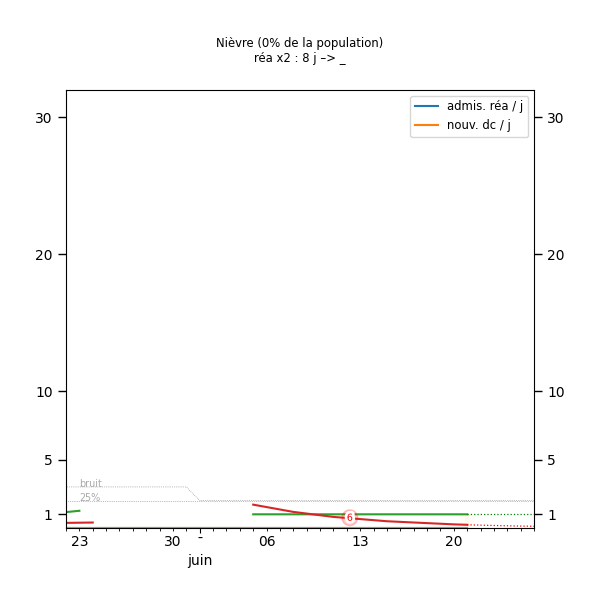 Nièvre (0% de la population)
réa x2 : 8 j –> _
admis. réa / j
nouv. dc / j
30 30
20 20
10 10
5 5
bruit
25%
1 1
6
23 30 - 06 13 20
juin